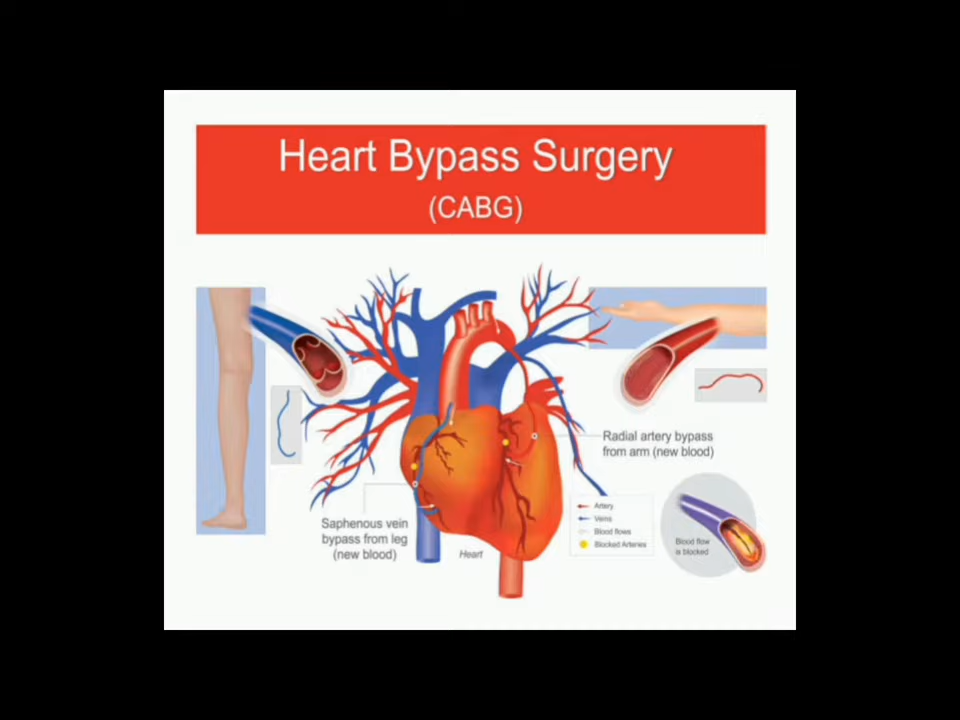 Heart Bypass Surgery
(CABG)
Radial artery bypass
from arm (new blood)
Saphenous vein
bypass from leg
(new blood)
Heart
Artery
Veins
Blood flows
Blocked Arteries
Blood flow
is blocked